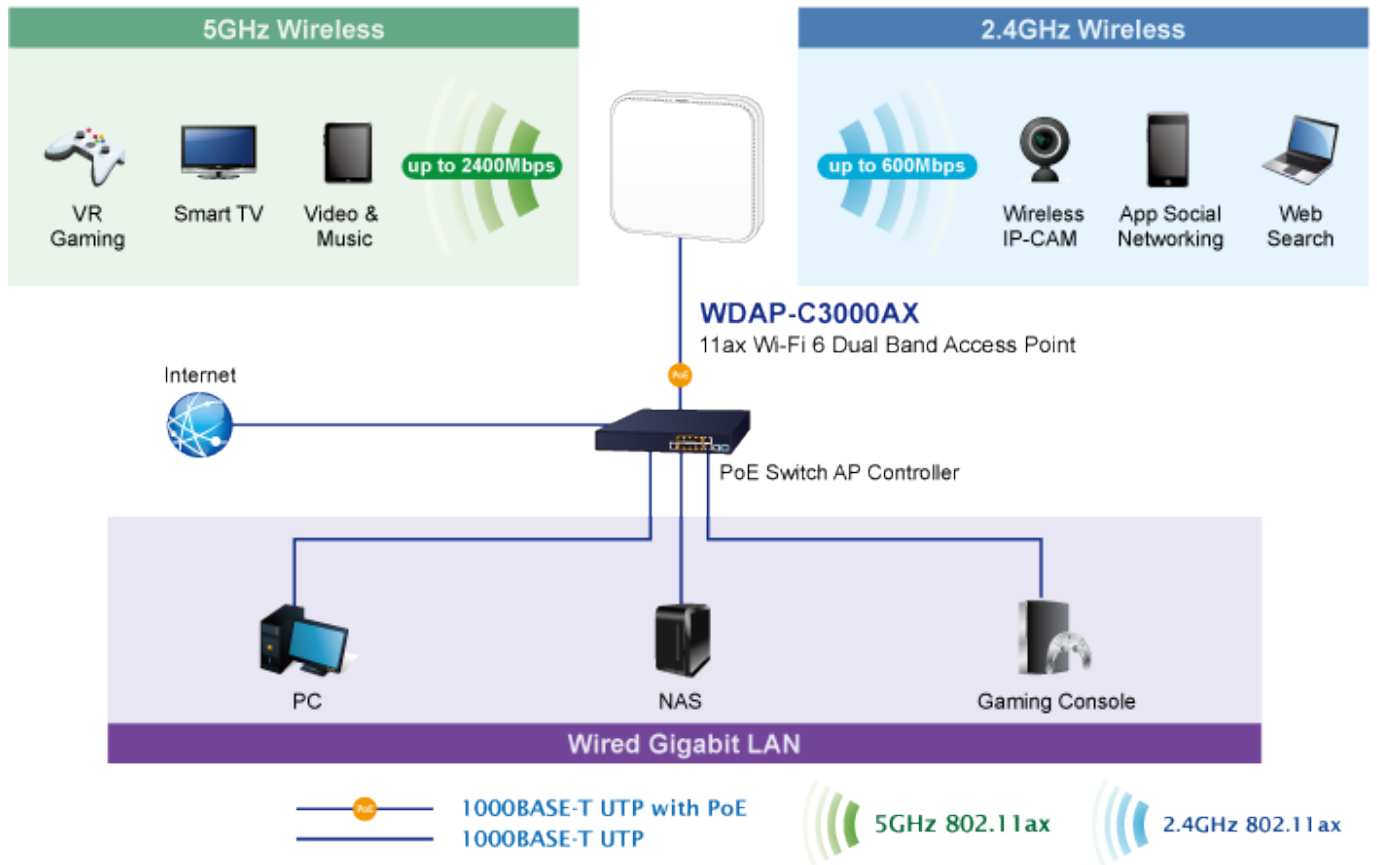 5GHz Wireless
2.4GHz Wireless
up to 2400Mbps
up to 600Mbps
VR
Gaming
Smart TV
Video &
Music
Wireless
IP-CAM
App Social
Networking
Web
Search
WDAP-C3000AX
11ax Wi-Fi 6 Dual Band Access Point
Internet
PoE
PoE Switch AP Controller
PC
NAS
Gaming Console
Wired Gigabit LAN
PoE
1000BASE-T UTP with PoE
1000BASE-T UTP
5GHz 802.11ax
2.4GHz 802.11ax